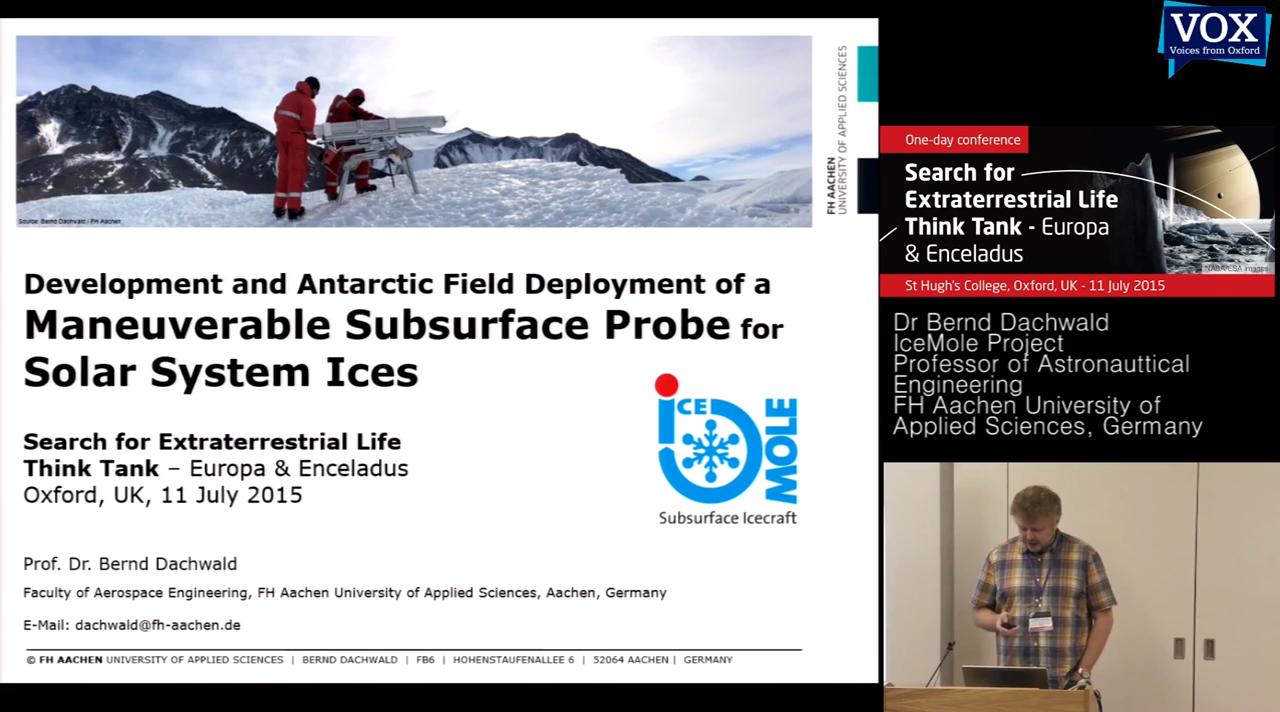 VOX
Voices from Oxford
Source: Bernd Dachwald / FH Aachen
FH AACHEN
UNIVERSITY OF APPLIED SCIENCES
Development and Antarctic Field Deployment of a
Maneuverable Subsurface Probe for
Solar System Ices
ICE
MOLE
Subsurface Icecraft
Search for Extraterrestrial Life
Think Tank – Europa & Enceladus
Oxford, UK, 11 July 2015
Prof. Dr. Bernd Dachwald
Faculty of Aerospace Engineering, FH Aachen University of Applied Sciences, Aachen, Germany
E-Mail: dachwald@fh-aachen.de
© FH AACHEN UNIVERSITY OF APPLIED SCIENCES | BERND DACHWALD | FB6 | HOHENSTAUFENALLEE 6 | 52064 AACHEN | GERMANY
One-day conference
Search for
Extraterrestrial Life
Think Tank - Europa
& Enceladus
NASA/ESA images
St Hugh's College, Oxford, UK - 11 July 2015
Dr Bernd Dachwald
IceMole Project
Professor of Astronauttical
Engineering
FH Aachen University of
Applied Sciences, Germany